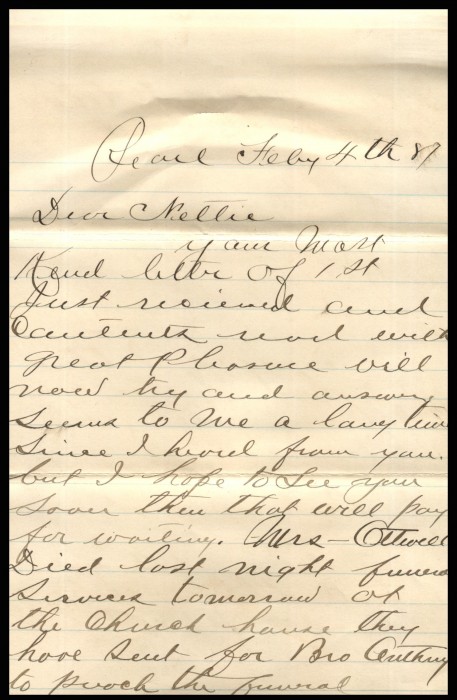 Pearl Feby 4th 87
Dear Nettie
your Most
Kind letter of 1st
Just recieved and
Contents read with
great Pleasure will
now try and answer
seems to Me a long time
since I heard from you.
but I hope to See you
soon then that will pay
for waiting. Mrs - Ottwell
Died last night funeral
Services tomorrow at
the Church house they
have Sent for Bro Anthony
to preach the funeral